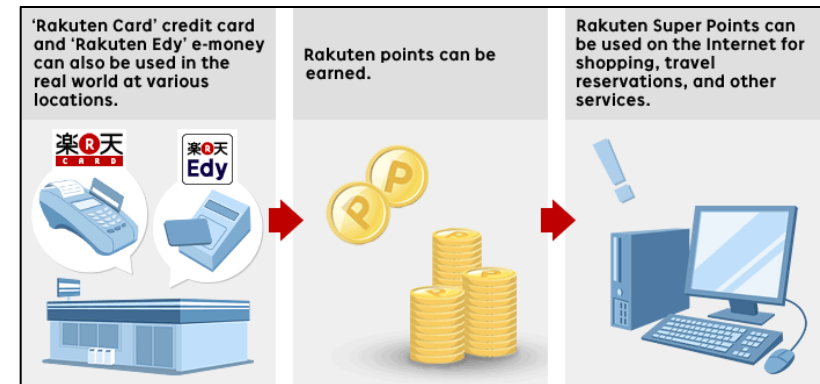 ‘Rakuten Card’ credit card
and ‘Rakuten Edy’ e-money
can also be used in the
real world at various
locations.
楽R天
CARD
楽R天
Edy
Rakuten points can be
earned.
P
P
P
P
Rakuten Super Points can
be used on the Internet for
shopping, travel
reservations, and other
services.